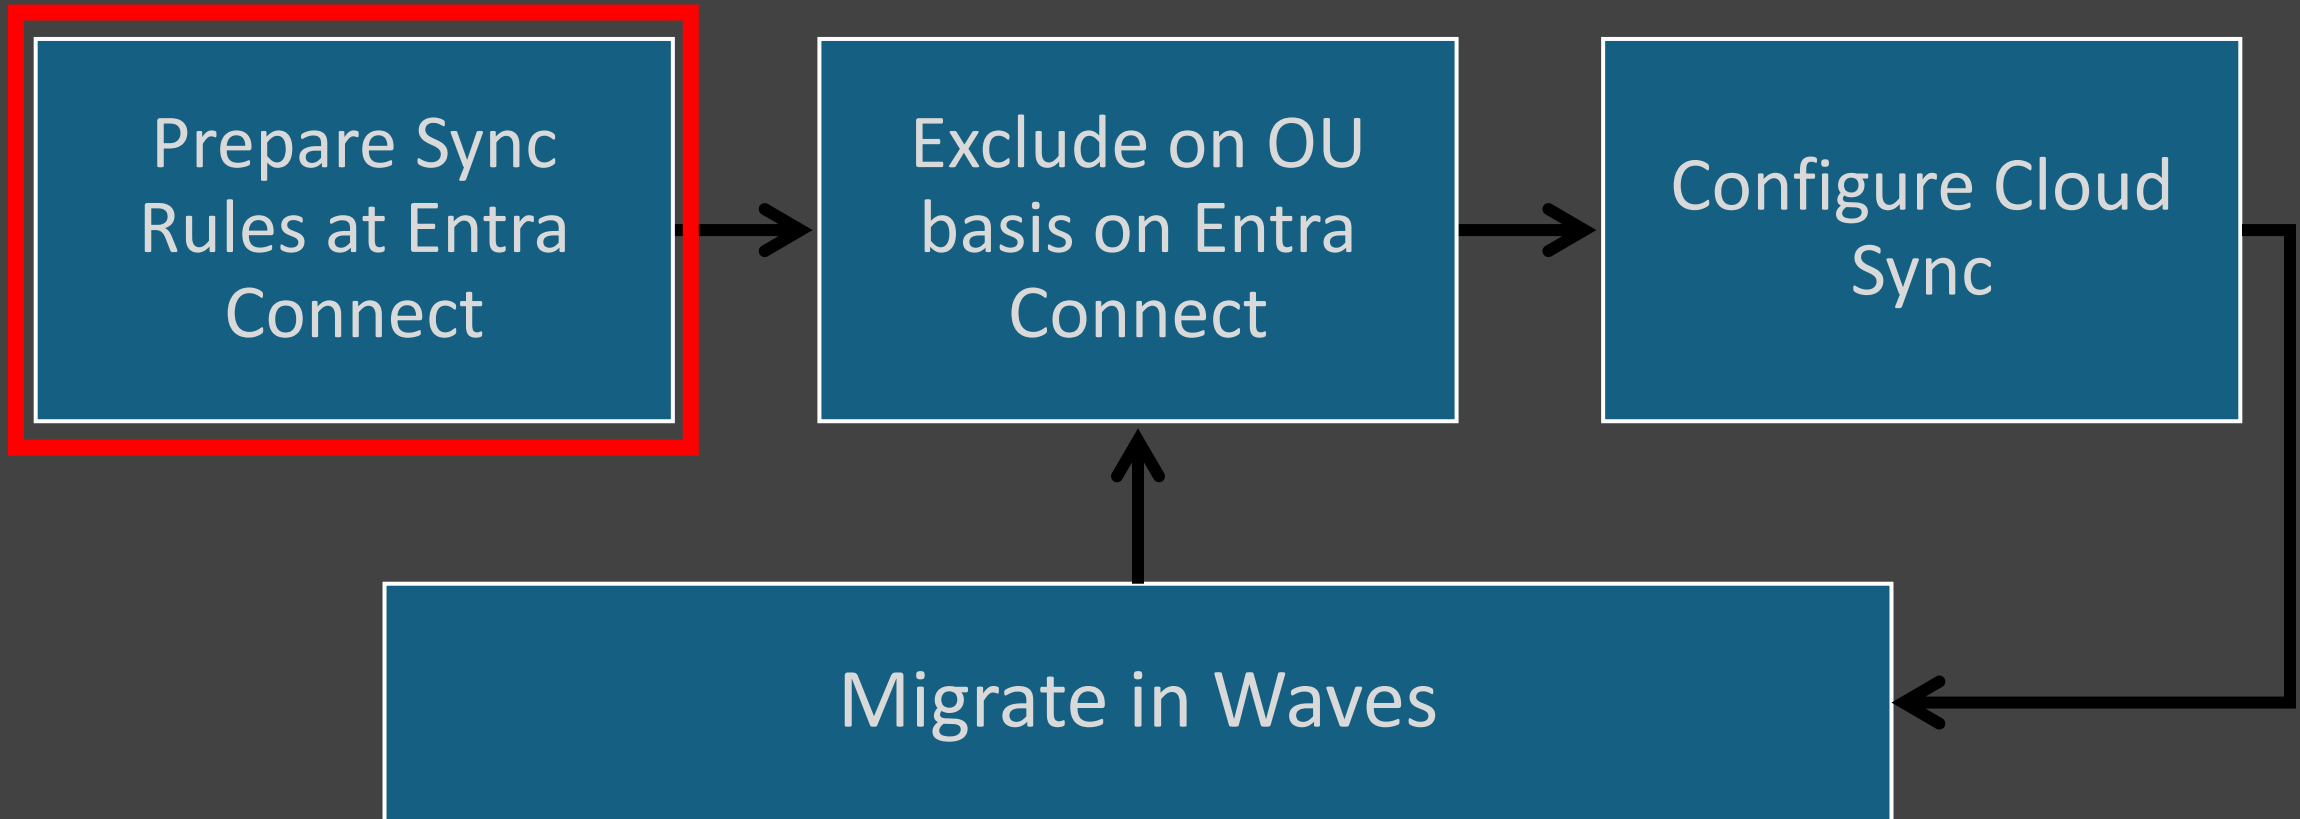 Prepare Sync
Rules at Entra
Connect
Exclude on OU
basis on Entra
Connect
Configure Cloud
Sync
Migrate in Waves